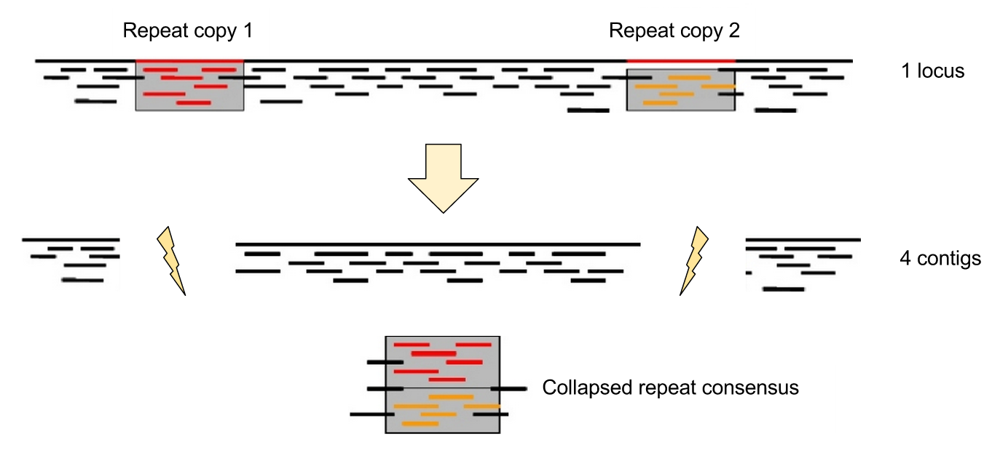 Repeat copy 1
Repeat copy 2
1 locus
4 contigs
Collapsed repeat consensus